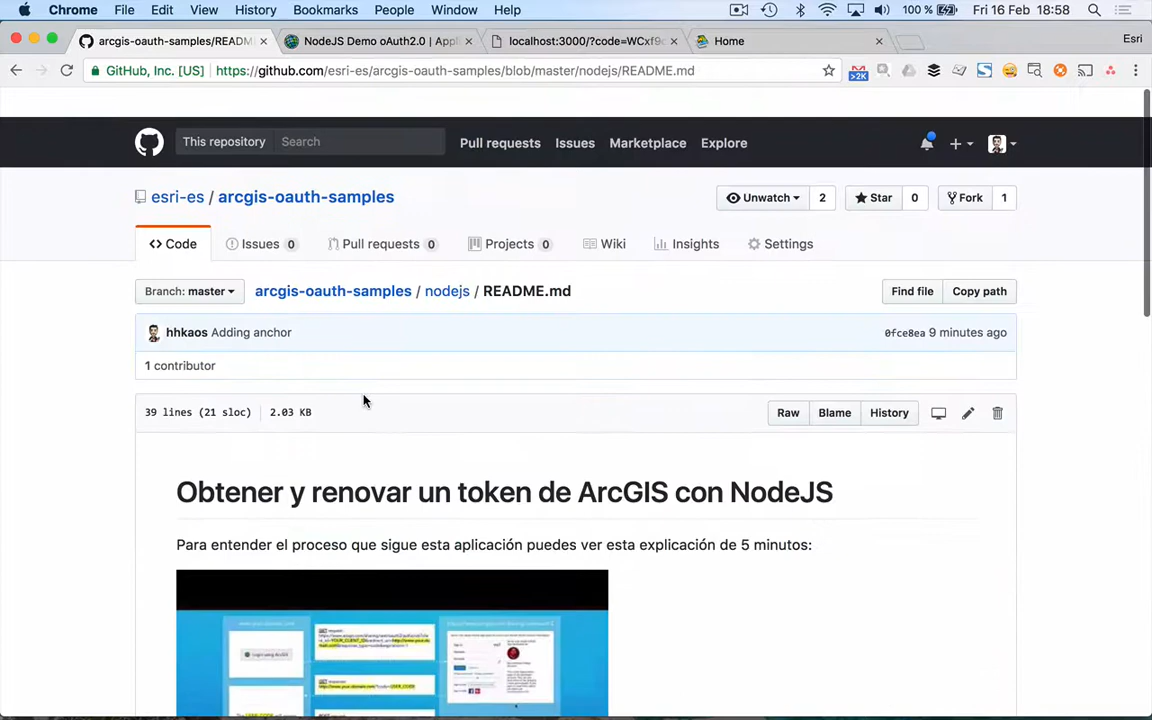 Chrome File Edit View History Bookmarks People Window Help 100 % Fri 16 Feb 18:58
arcgis-oauth-samples/READM NodeJS Demo oAuth2.0 | Appl localhost:3000/?code=WCxf9c Home Esri
GitHub, Inc. [US] https://github.com/esri-es/arcgis-oauth-samples/blob/master/nodejs/README.md >2K
This repository Search Pull requests Issues Marketplace Explore
esri-es / arcgis-oauth-samples Unwatch 2 Star 0 Fork 1
Code Issues 0 Pull requests 0 Projects 0 Wiki Insights Settings
Branch: master arcgis-oauth-samples / nodejs / README.md Find file Copy path
hhkaos Adding anchor 0fce8ea 9 minutes ago
1 contributor
39 lines (21 sloc) 2.03 KB Raw Blame History
Obtener y renovar un token de ArcGIS con NodeJS
Para entender el proceso que sigue esta aplicación puedes ver esta explicación de 5 minutos: